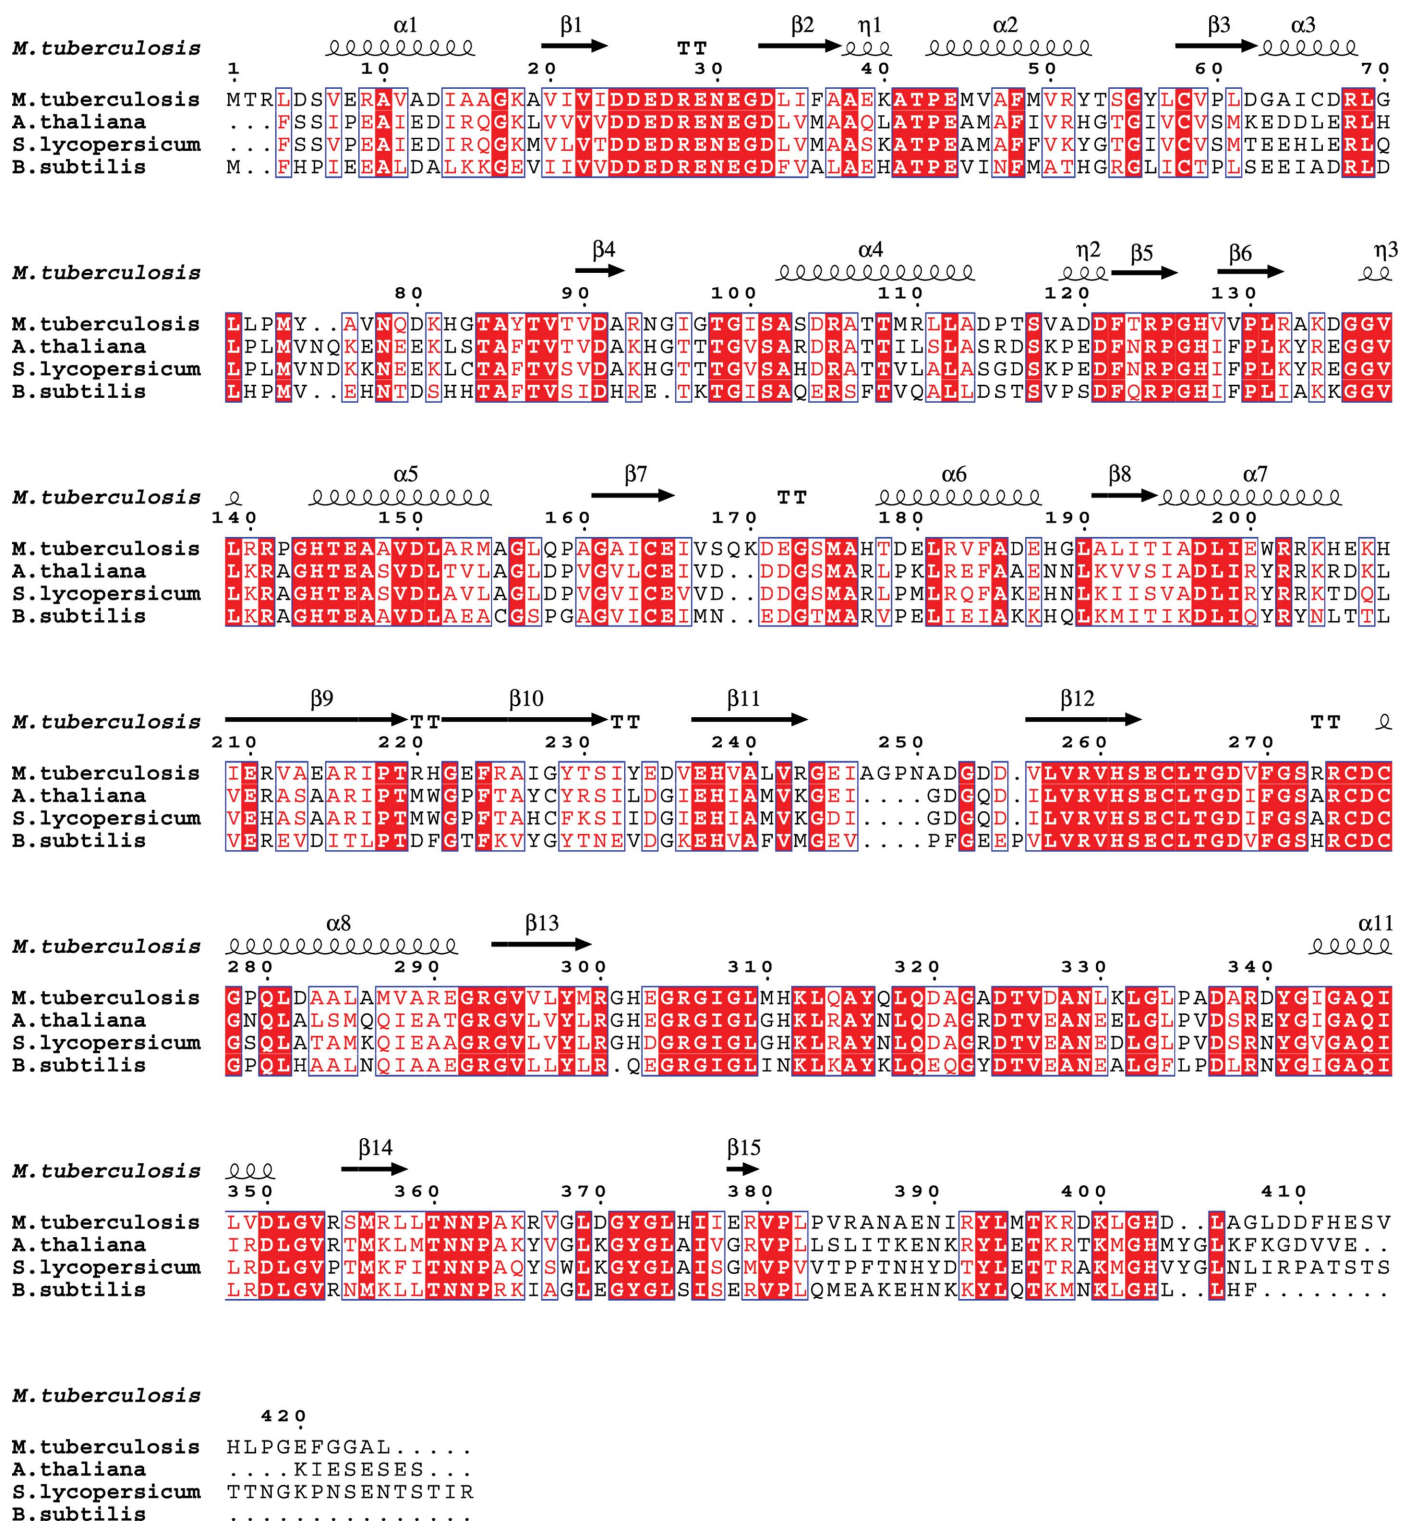 α1 β1 β2 η1 α2 β3 α3
M.tuberculosis TT
1 10 20 30 40 50 60 70
M.tuberculosis MTRLDSVERAVADIAAGKAVIVIDDEDRENEGDLIFAAEKATPEMVAFMVRYTSGYLCVPLDGAICDRLG
A.thaliana ...FSSIPEAIEDIRQGKLVVVVDDEDRENEGDLVMAAQLATPEAMAFIVRHGTGIVCVSMKEDDLERLH
S.lycopersicum ...FSSVPEAIEDIRQGKMVLVTDDEDRENEGDLVMAASKATPEAMAFFVKYGTGIVCVSMTEEHLERLQ
B.subtilis M..FHPIEEALDALKKGEVIIVVDDEDRENEGDFVALAEHATPEVINFMATHGRGLICTPLSEEIADRLD
β4 α4 η2 β5 β6 η3
M.tuberculosis
80 90 100 110 120 130
M.tuberculosis LLPMY..AVNQDKHGTAYTVTVDARNGIGTGISASDRATTMRLLADPTSVADDFTRPGHVVPLRAKDGGV
A.thaliana LPLMVNQKENEEKLSTAFTVTVDAKHGTTTGVSARDRATTILSLASRDSKPEDFNRPGHIFPLKYREGGV
S.lycopersicum LPLMVNDKKNEEKLCTAFTVSVDAKHGTTTGVSAHDRATTVLALASGDSKPEDFNRPGHIFPLKYREGGV
B.subtilis LHPMV..EHNTDSHHTAFTVSIDHRE.TKTGISAQERSFTVQALLDSTSVPSDFQRPGHIFPLIAKKGGV
α5 β7 α6 β8 α7
M.tuberculosis TT
140 150 160 170 180 190 200
M.tuberculosis LRRPGHTEAAVDLARMAGLQPAGAICEIVSQKDEGSMAHTDELRVFADEHGLALITIADLIEWRRKHEKH
A.thaliana LKRAGHTEASVDLTVLAGLDPVGVLCEIVD..DDGSMARLPKLREFAAENNLKVVSIADLIRYRRKRDKL
S.lycopersicum LKRAGHTEASVDLAVLAGLDPVGVICEVVD..DDGSMARLPMLRQFAKEHNLKIISVADLIRYRRKTDQL
B.subtilis LKRAGHTEAAVDLAEACGSPGAGVICEIMN..EDGTMARVPELIEIAKKHQLKMITIKDLIQYRYNLTTL
β9 β10 β11 β12
M.tuberculosis TT TT TT
210 220 230 240 250 260 270
M.tuberculosis IERVAEARIPTRHGEFRAIGYTSIYEDVEHVALVRGEIAGPNADGDD.VLVRVHSECLTGDVFGSRRCDC
A.thaliana VERASAARIPTMWGPFTAYCYRSILDGIEHIAMVKGEI....GDGQD.ILVRVHSECLTGDIFGSARCDC
S.lycopersicum VEHASAARIPTMWGPFTAHCFKSIIDGIEHIAMVKGDI....GDGQD.ILVRVHSECLTGDIFGSARCDC
B.subtilis VEREVDITLPTDFGTFKVYGYTNEVDGKEHVAFVMGEV....PFGEEPVLVRVHSECLTGDVFGSHRCDC
α8 β13 α11
M.tuberculosis
280 290 300 310 320 330 340
M.tuberculosis GPQLDAALAMVAREGRGVVLYMRGHEGRGIGLMHKLQAYQLQDAGADTVDANLKLGLPADARDYGIGAQI
A.thaliana GNQLALSMQQIEATGRGVLVYLRGHEGRGIGLGHKLRAYNLQDAGRDTVEANEELGLPVDSREYGIGAQI
S.lycopersicum GSQLATAMKQIEAAGRGVLVYLRGHDGRGIGLGHKLRAYNLQDAGRDTVEANEDLGLPVDSRNYGVGAQI
B.subtilis GPQLHAALNQIAAEGRGVLLYLR.QEGRGIGLINKLKAYKLQEQGYDTVEANEALGFLPDLRNYGIGAQI
β14 β15
M.tuberculosis
350 360 370 380 390 400 410
M.tuberculosis LVDLGVRSMRLLTNNPAKRVGLDGYGLHIIERVPLPVRANAENIRYLMTKRDKLGHD..LAGLDDFHESV
A.thaliana IRDLGVRTMKLMTNNPAKYVGLKGYGLAIVGRVPLLSLITKENKRYLETKRTKMGHMYGLKFKGDVVE..
S.lycopersicum LRDLGVPTMKFITNNPAQYSWLKGYGLAISGMVPVVTPFTNHYDTYLETTRAKMGHVYGLNLIRPATSTS
B.subtilis LRDLGVRNMKLLTNNPRKIAGLEGYGLSISERVPLQMEAKEHNKKYLQTKMNKLGHL..LHF........
M.tuberculosis
420
M.tuberculosis HLPGEFGGAL.....
A.thaliana ....KIESESES...
S.lycopersicum TTNGKPNSENTSTIR
B.subtilis ...............